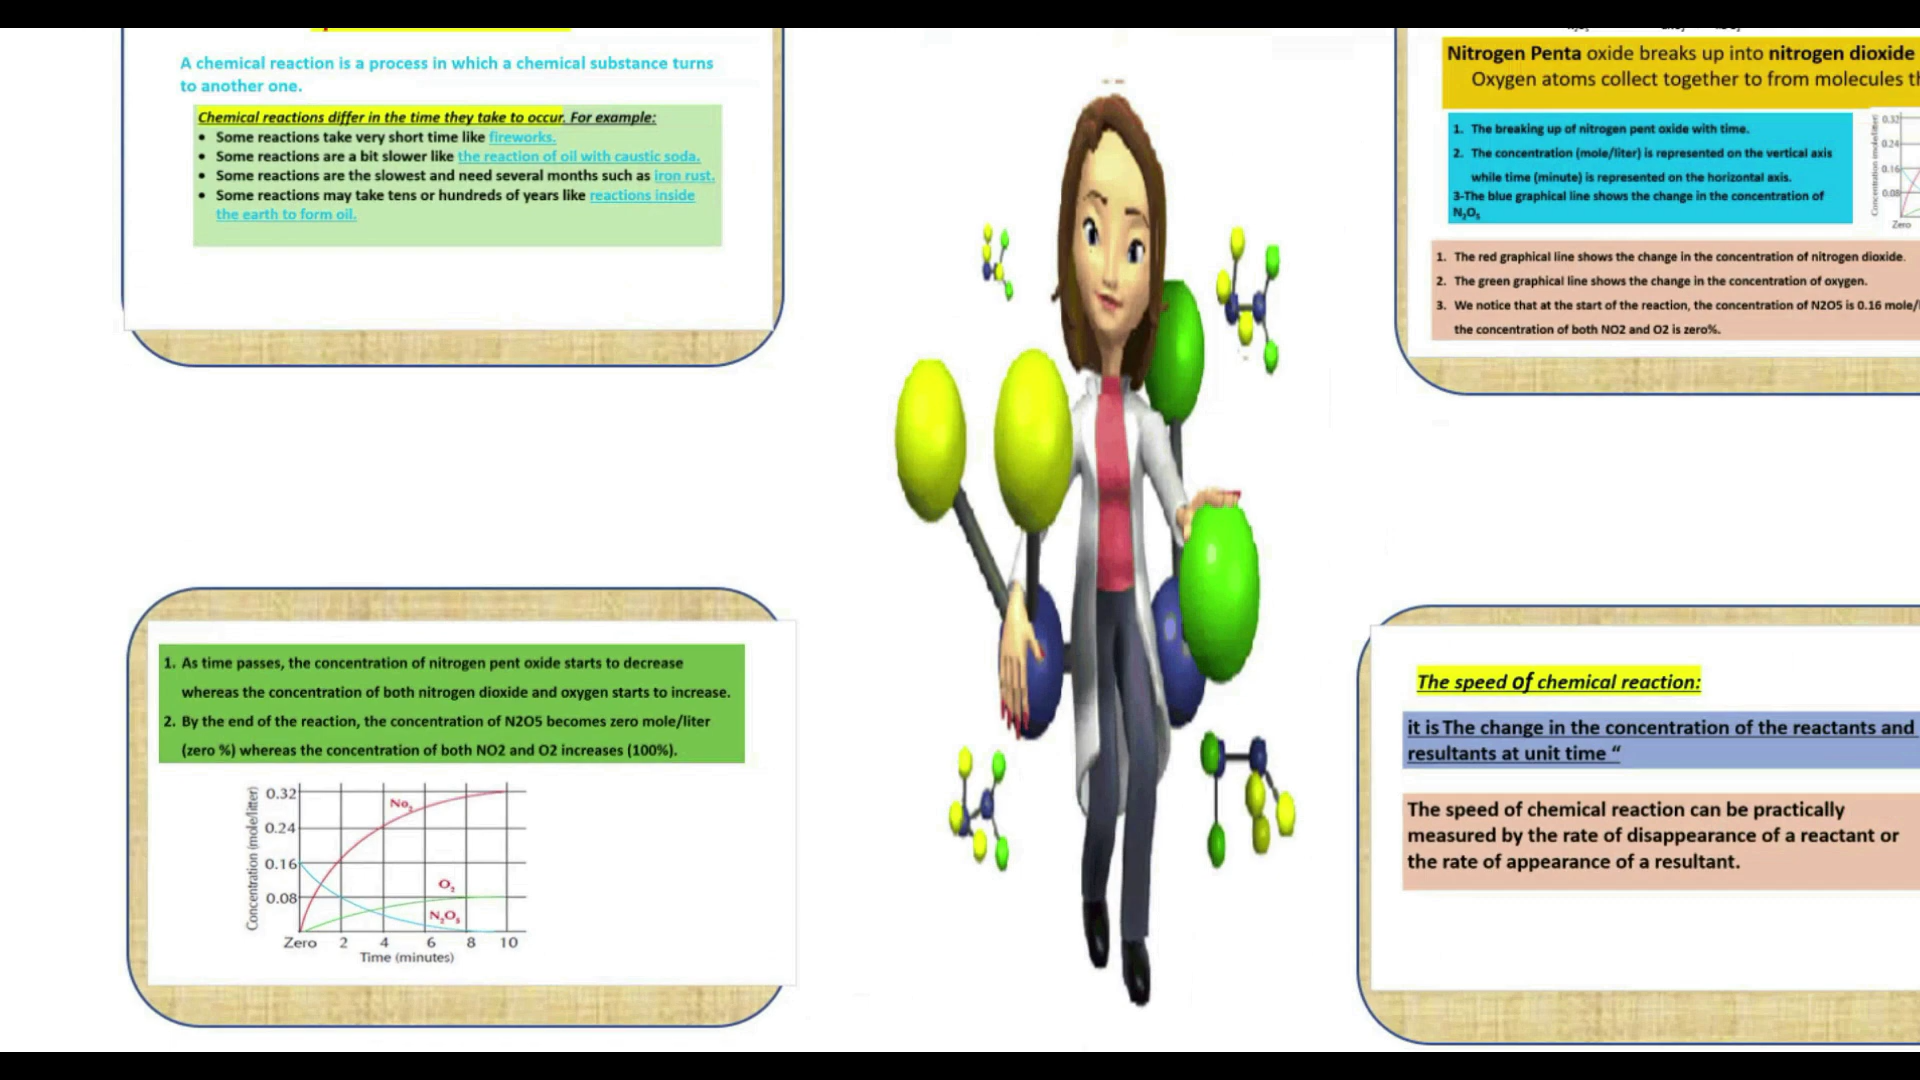 A chemical reaction is a process in which a chemical substance turns
to another one.
Chemical reactions differ in the time they take to occur. For example:
• Some reactions take very short time like fireworks.
• Some reactions are a bit slower like the reaction of oil with caustic soda.
• Some reactions are the slowest and need several months such as iron rust.
• Some reactions may take tens or hundreds of years like reactions inside
the earth to form oil.
Nitrogen Penta oxide breaks up into nitrogen dioxide
Oxygen atoms collect together to from molecules
1. The breaking up of nitrogen pent oxide with time.
2. The concentration (mole/liter) is represented on the vertical axis
while time (minute) is represented on the horizontal axis.
3-The blue graphical line shows the change in the concentration of
N₂O₅
0.32
0.24
0.16
0.08
Zero
Concentration (mole/litter)
1. The red graphical line shows the change in the concentration of nitrogen dioxide.
2. The green graphical line shows the change in the concentration of oxygen.
3. We notice that at the start of the reaction, the concentration of N2O5 is 0.16 mole/
the concentration of both NO2 and O2 is zero%.
1. As time passes, the concentration of nitrogen pent oxide starts to decrease
whereas the concentration of both nitrogen dioxide and oxygen starts to increase.
2. By the end of the reaction, the concentration of N2O5 becomes zero mole/liter
(zero %) whereas the concentration of both NO2 and O2 increases (100%).
Concentration (mole/litter)
0.32
0.24
0.16
0.08
No₂
O₂
N₂O₅
Zero 2 4 6 8 10
Time (minutes)
The speed of chemical reaction:
it is The change in the concentration of the reactants and
resultants at unit time “
The speed of chemical reaction can be practically
measured by the rate of disappearance of a reactant or
the rate of appearance of a resultant.